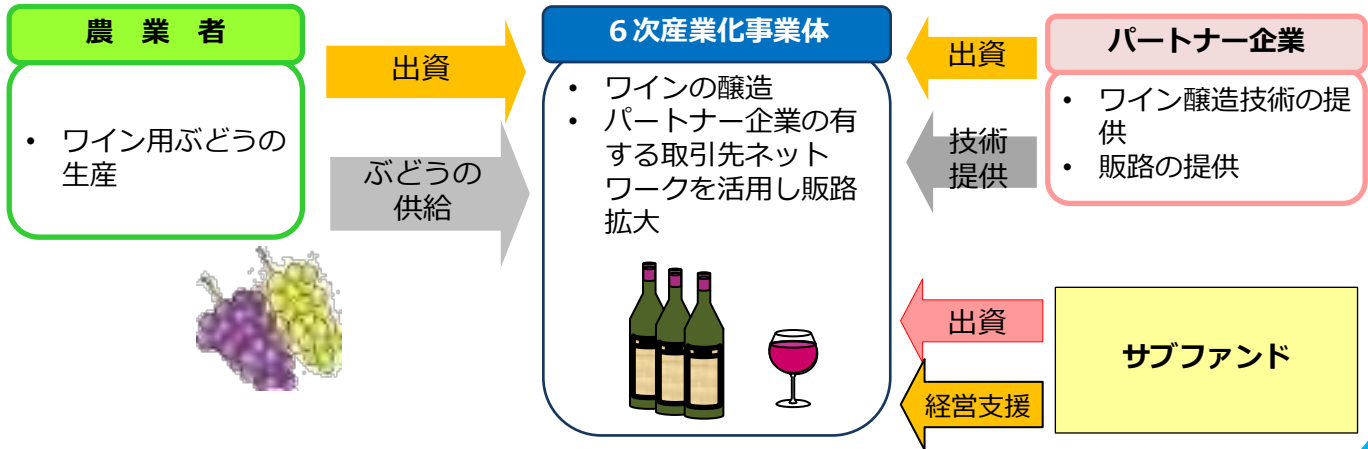 農 業 者
• ワイン用ぶどうの
生産
出資
ぶどうの
供給
6次産業化事業体
• ワインの醸造
• パートナー企業の有
する取引先ネット
ワークを活用し販路
拡大
出資
技術
提供
パートナー企業
• ワイン醸造技術の提
供
• 販路の提供
出資
経営支援
サブファンド